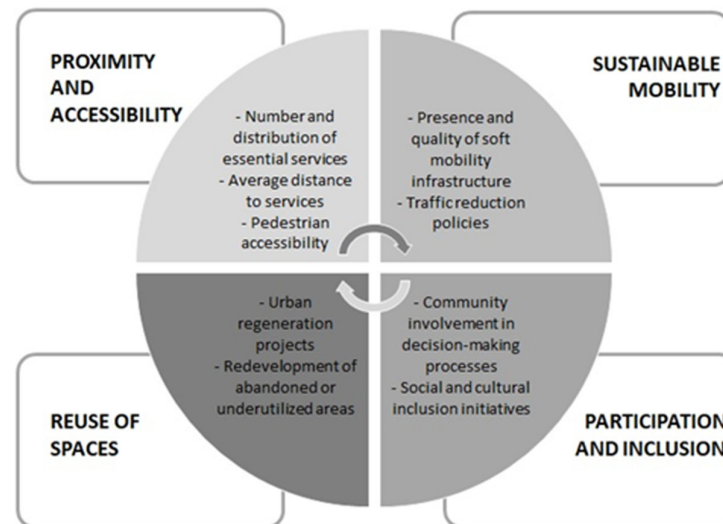 PROXIMITY
AND
ACCESSIBILITY
- Number and
distribution of
essential services
- Average distance
to services
- Pedestrian
accessibility
SUSTAINABLE
MOBILITY
- Presence and
quality of soft
mobility
infrastructure
- Traffic reduction
policies
REUSE OF
SPACES
- Urban
regeneration
projects
- Redevelopment of
abandoned or
underutilized areas
PARTICIPATION
AND INCLUSION
- Community
involvement in
decision-making
processes
- Social and cultural
inclusion initiatives